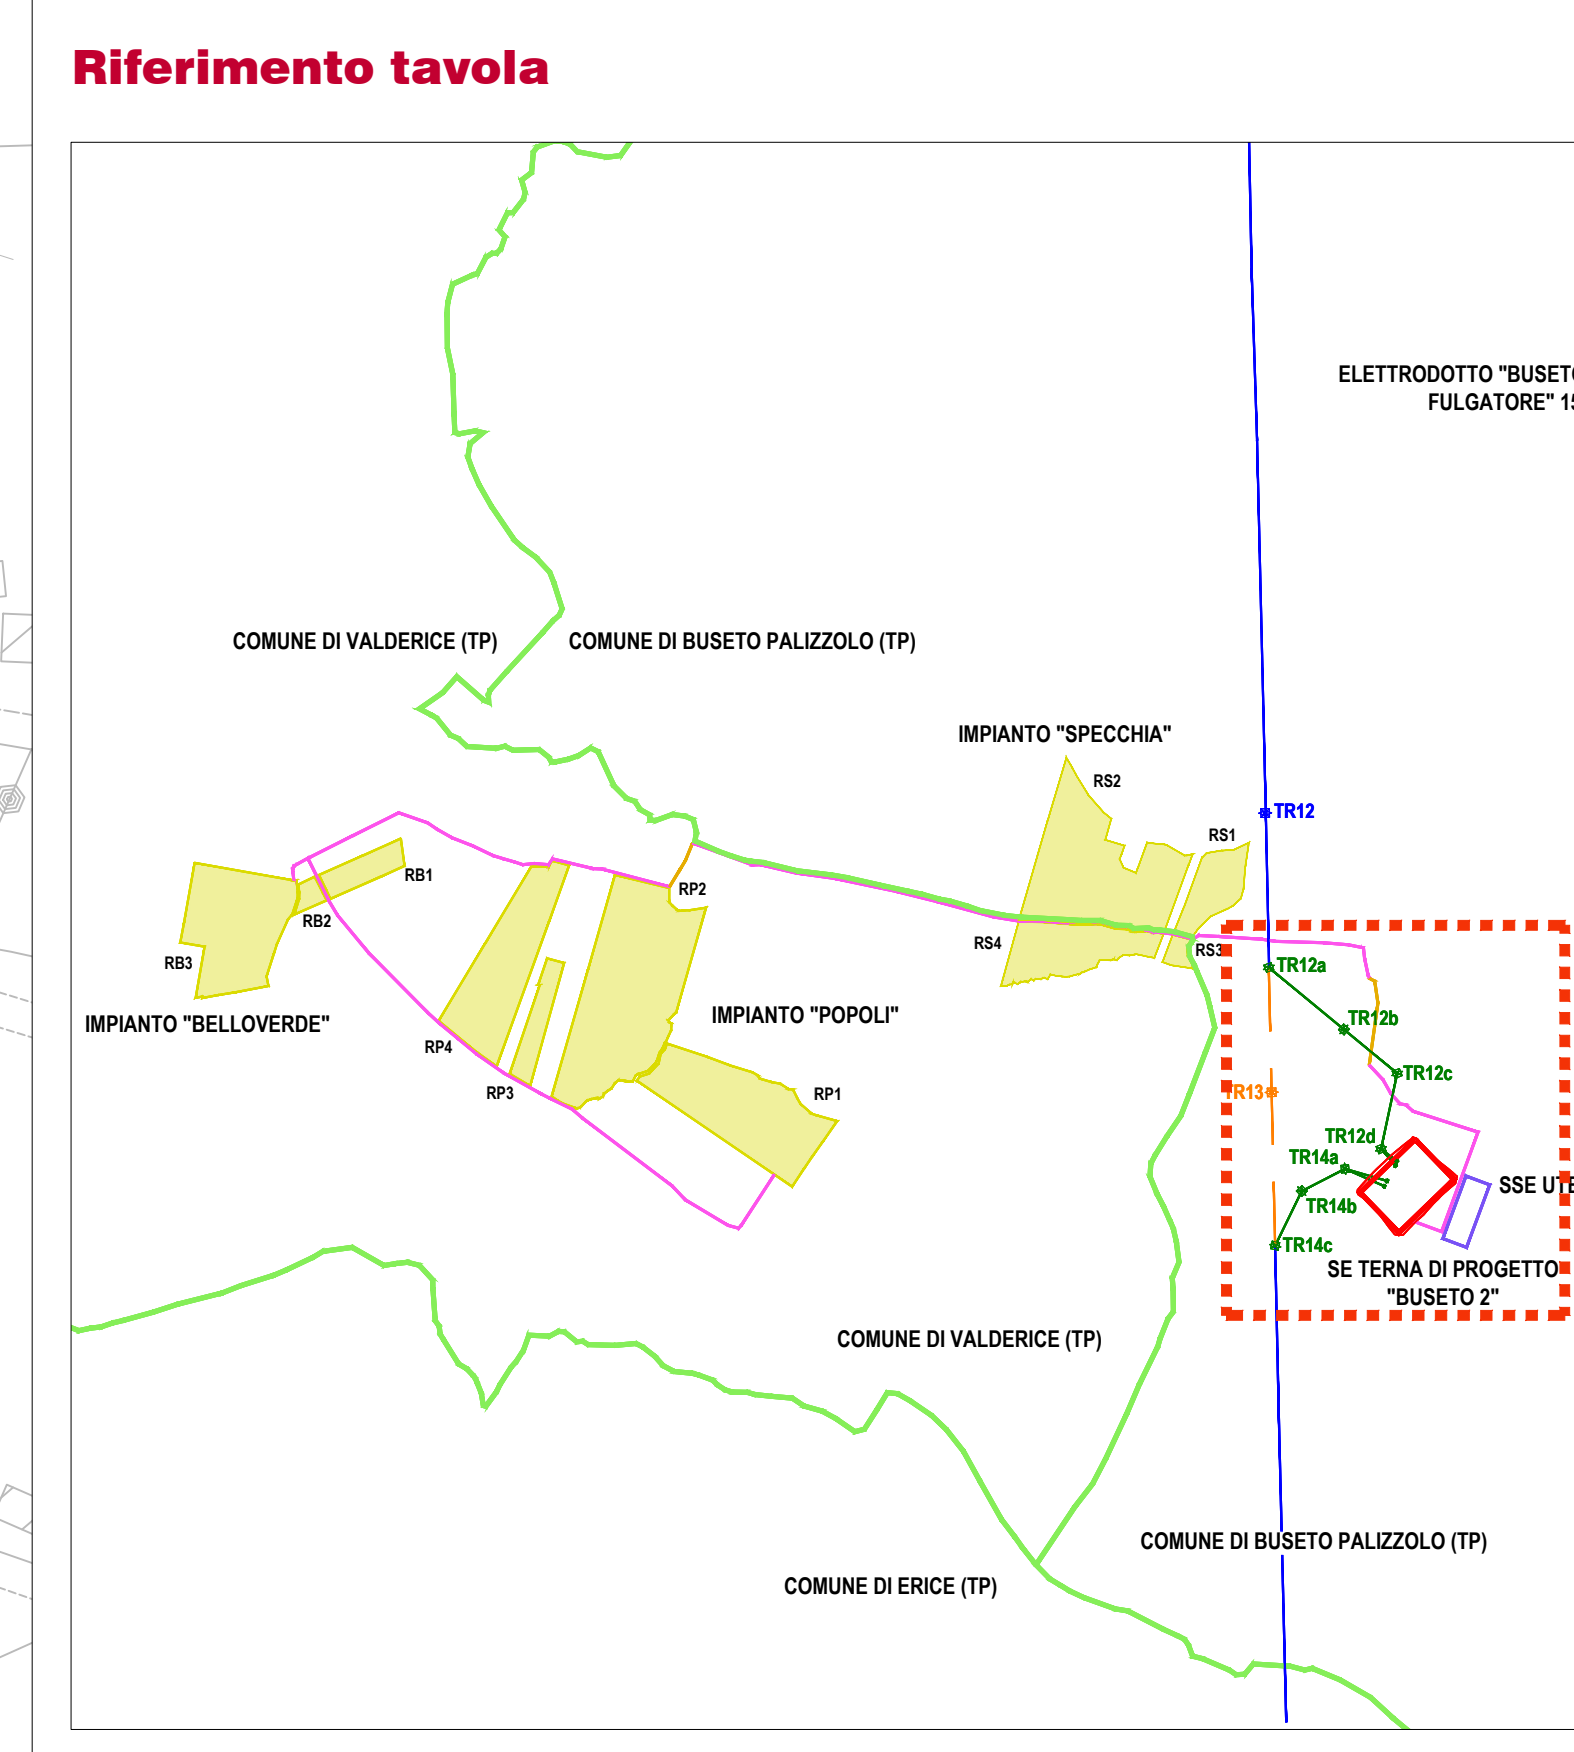 Riferimento tavola
ELETTRODOTTO "BUSETO
FULGATORE" 15
COMUNE DI VALDERICE (TP)
COMUNE DI BUSETO PALIZZOLO (TP)
IMPIANTO "SPECCHIA"
RS2
TR12
RS1
RB1
RP2
RB2
RS4
RS3
RB3
TR12a
IMPIANTO "BELLOVERDE"
IMPIANTO "POPOLI"
TR12b
RP4
TR12c
RP3
RP1
TR13
TR12d
TR14a
SSE UTE
TR14b
TR14c
SE TERNA DI PROGETTO
"BUSETO 2"
COMUNE DI VALDERICE (TP)
COMUNE DI BUSETO PALIZZOLO (TP)
COMUNE DI ERICE (TP)